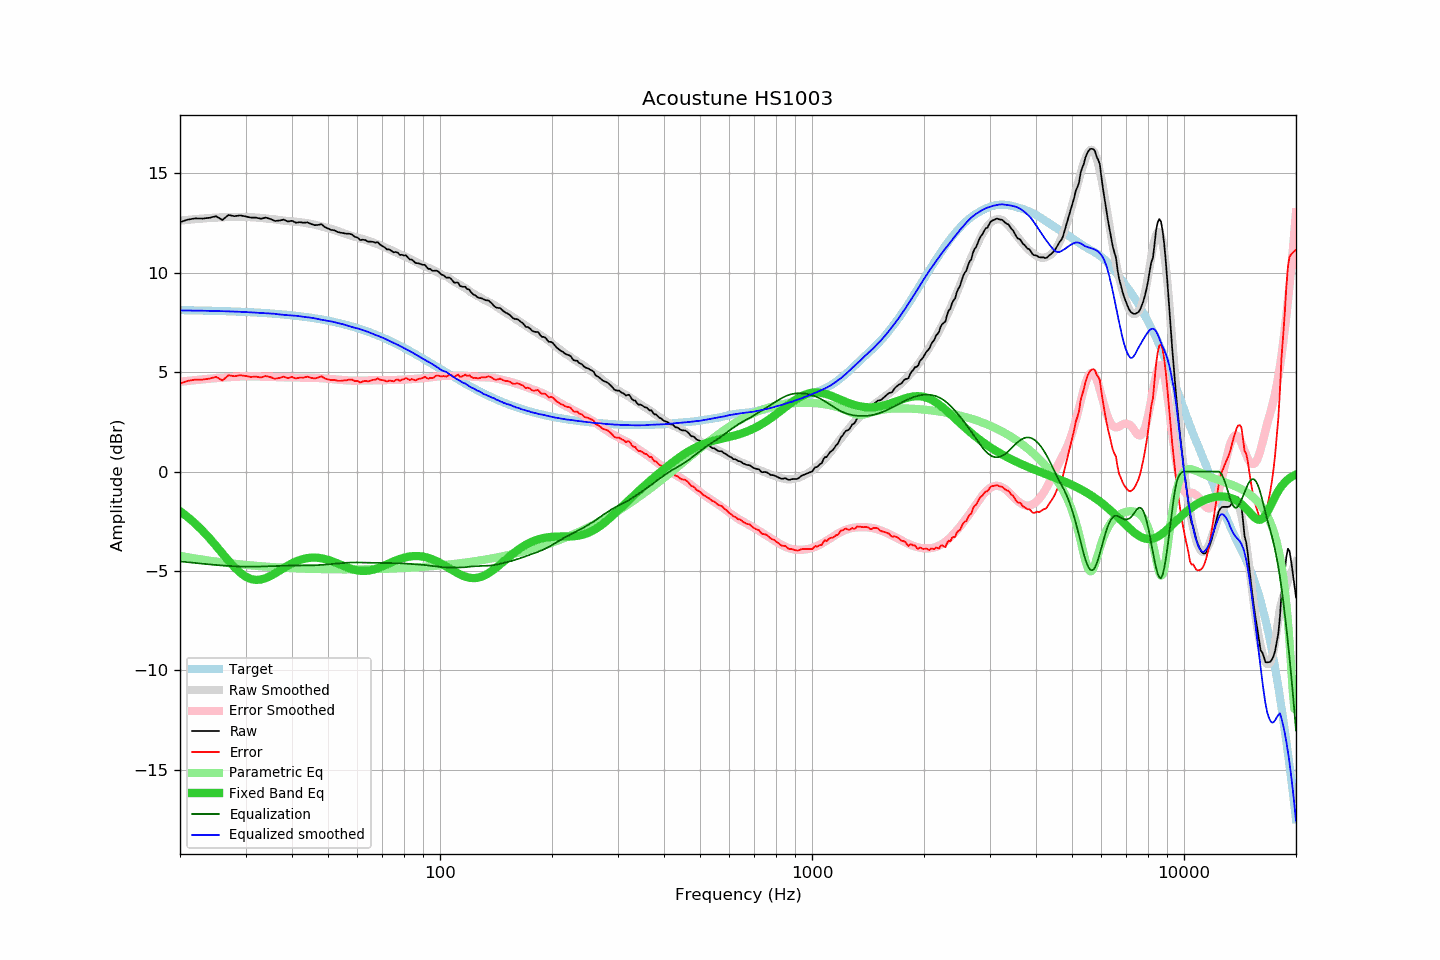 Acoustune HS1003
Amplitude (dBr)
15
10
5
0
−5
−10
−15
Target
Raw Smoothed
Error Smoothed
Raw
Error
Parametric Eq
Fixed Band Eq
Equalization
Equalized smoothed
100
1000
10000
Frequency (Hz)